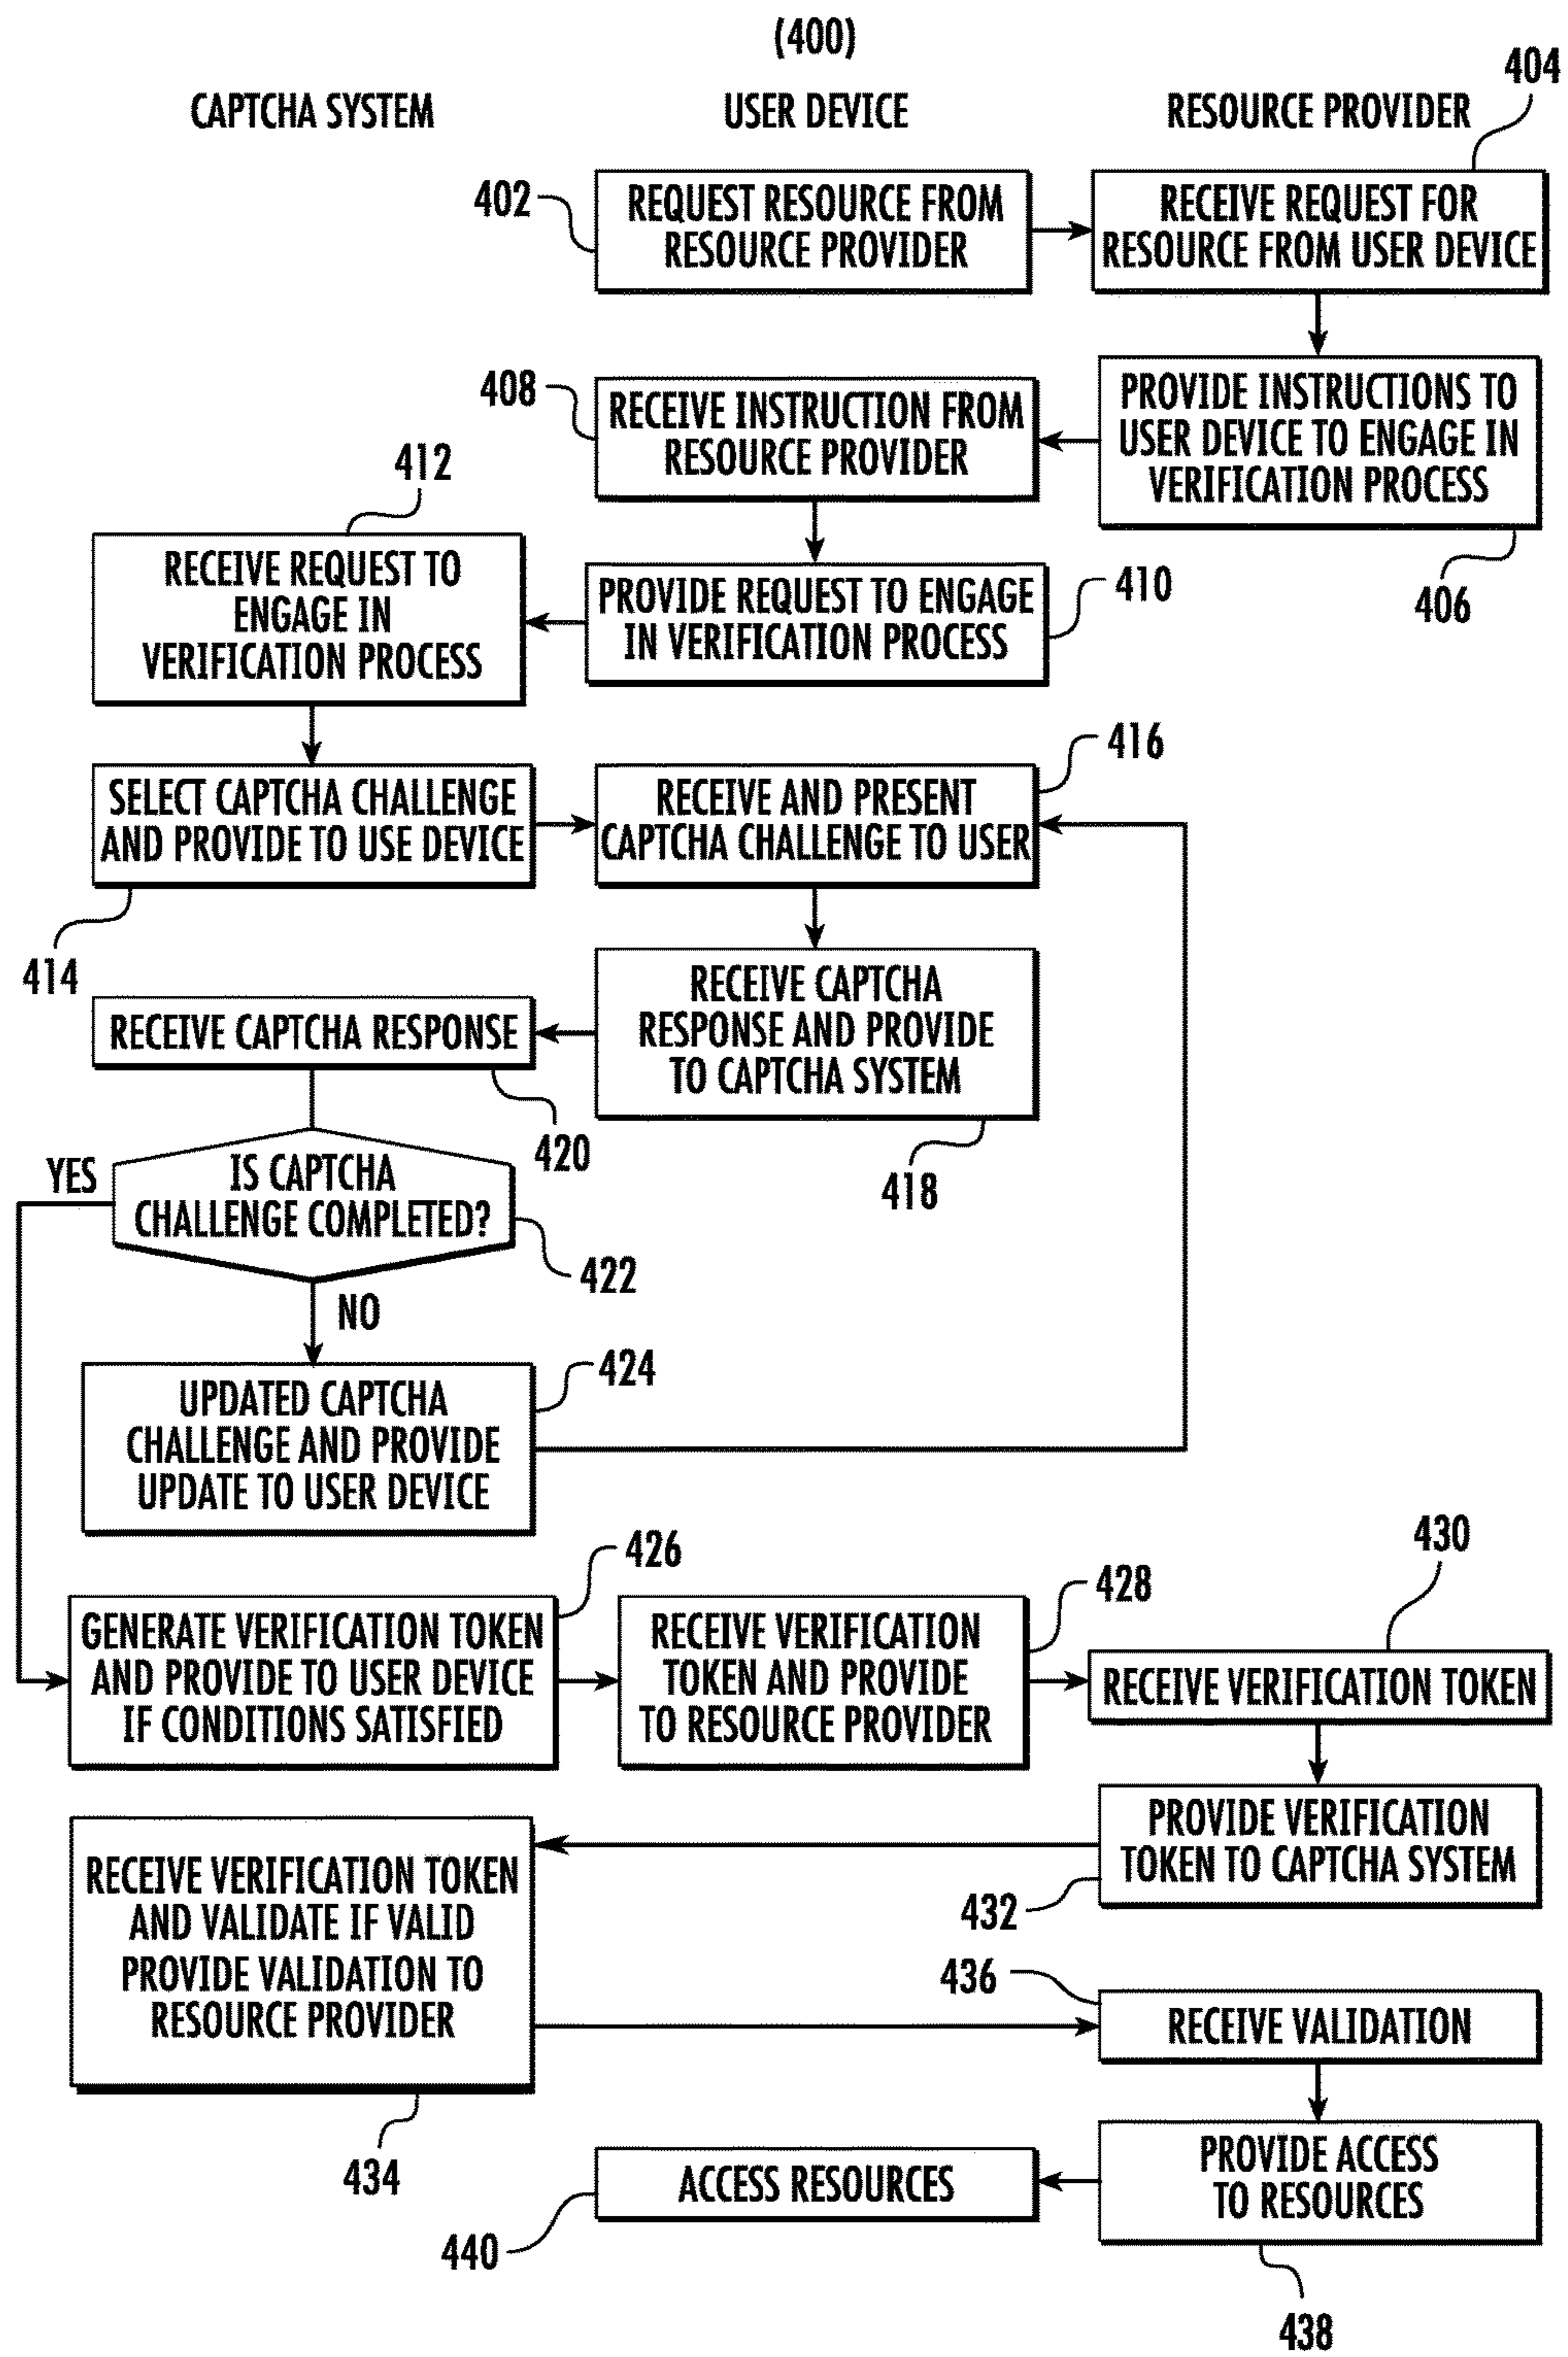 (400)
CAPTCHA SYSTEM
USER DEVICE
RESOURCE PROVIDER
404
402
REQUEST RESOURCE FROM
RESOURCE PROVIDER
RECEIVE REQUEST FOR
RESOURCE FROM USER DEVICE
PROVIDE INSTRUCTIONS TO
USER DEVICE TO ENGAGE IN
VERIFICATION PROCESS
406
408
RECEIVE INSTRUCTION FROM
RESOURCE PROVIDER
PROVIDE REQUEST TO ENGAGE
IN VERIFICATION PROCESS
410
412
RECEIVE REQUEST TO
ENGAGE IN
VERIFICATION PROCESS
SELECT CAPTCHA CHALLENGE
AND PROVIDE TO USE DEVICE
414
416
RECEIVE AND PRESENT
CAPTCHA CHALLENGE TO USER
RECEIVE CAPTCHA
RESPONSE AND PROVIDE
TO CAPTCHA SYSTEM
418
RECEIVE CAPTCHA RESPONSE
420
YES
IS CAPTCHA
CHALLENGE COMPLETED?
422
NO
424
UPDATED CAPTCHA
CHALLENGE AND PROVIDE
UPDATE TO USER DEVICE
426
GENERATE VERIFICATION TOKEN
AND PROVIDE TO USER DEVICE
IF CONDITIONS SATISFIED
428
RECEIVE VERIFICATION
TOKEN AND PROVIDE
TO RESOURCE PROVIDER
430
RECEIVE VERIFICATION TOKEN
PROVIDE VERIFICATION
TOKEN TO CAPTCHA SYSTEM
432
RECEIVE VERIFICATION TOKEN
AND VALIDATE IF VALID
PROVIDE VALIDATION TO
RESOURCE PROVIDER
434
436
RECEIVE VALIDATION
PROVIDE ACCESS
TO RESOURCES
438
ACCESS RESOURCES
440